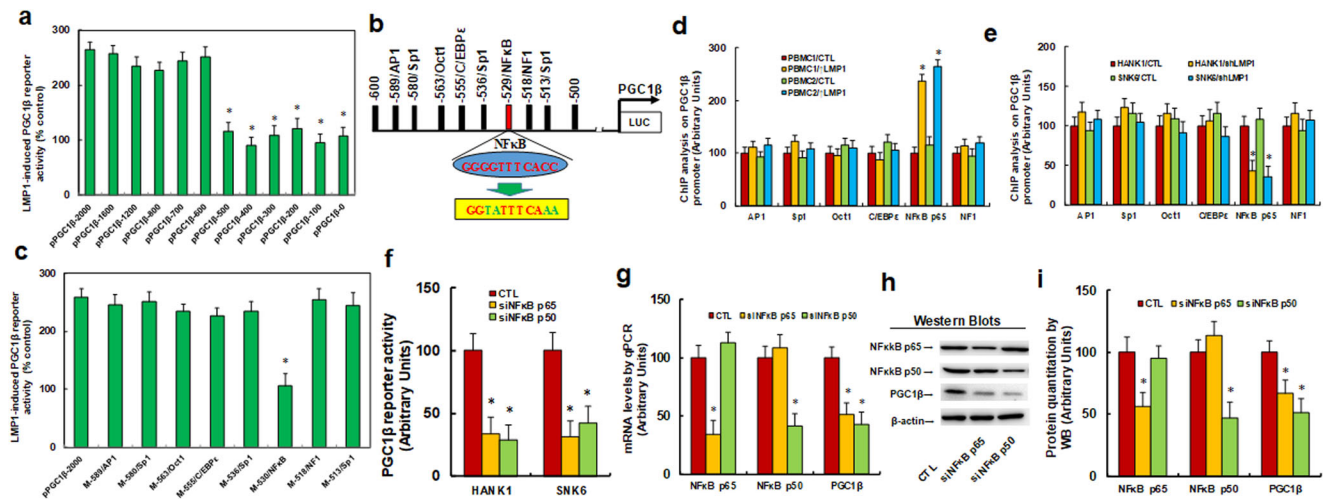 a
LMP1-induced PGC1β reporter
activity (% control)
300
200
100
0
pPGC1β-2000
pPGC1β-1600
pPGC1β-1200
pPGC1β-800
pPGC1β-700
pPGC1β-600
pPGC1β-500
pPGC1β-400
pPGC1β-300
pPGC1β-200
pPGC1β-100
pPGC1β-0
* * * * * *
b
-600
-589/AP1
-580/Sp1
-563/Oct1
-555/C/EBPε
-536/Sp1
-529/NFκB
-518/NF1
-513/Sp1
-500
PGC1β
LUC
NFκB
GGGGTTTCACC
GGTATTTCAAA
c
LMP1-induced PGC1β reporter
activity (% control)
300
200
100
0
pPGC1β-2000
M-589/AP1
M-580/Sp1
M-563/Oct1
M-555/C/EBPε
M-536/Sp1
M-530/NFκB
M-518/NF1
M-513/Sp1
*
d
ChIP analysis on PGC1β
promoter (Arbitrary Units)
300
250
200
150
100
50
0
PBMC1/CTL
PBMC1/↑LMP1
PBMC2/CTL
PBMC2/↑LMP1
* *
AP1 Sp1 Oct1 C/EBPε NFκB p65 NF1
e
ChIP analysis on PGC1β
promoter (Arbitrary Units)
200
150
100
50
0
HANK1/CTL HANK1/shLMP1
SNK6/CTL SNK6/shLMP1
* *
AP1 Sp1 Oct1 C/EBPε NFκB p65 NF1
f
PGC1β reporter activity
(Arbitrary Units)
150
100
50
0
CTL
siNFκB p65
siNFκB p50
* * * *
HANK1 SNK6
g
mRNA levels by qPCR
(Arbitrary Units)
150
100
50
0
CTL siNFκB p65 siNFκB p50
* * * *
NFκB p65 NFκB p50 PGC1β
h
Western Blots
NFκkB p65→
NFκkB p50→
PGC1β →
β-actin→
CTL
siNFκB p65
siNFκB p50
i
Protein quantitation by
WB (Arbitrary Units)
150
100
50
0
CTL siNFκB p65 siNFκB p50
* * * *
NFκB p65 NFκB p50 PGC1β